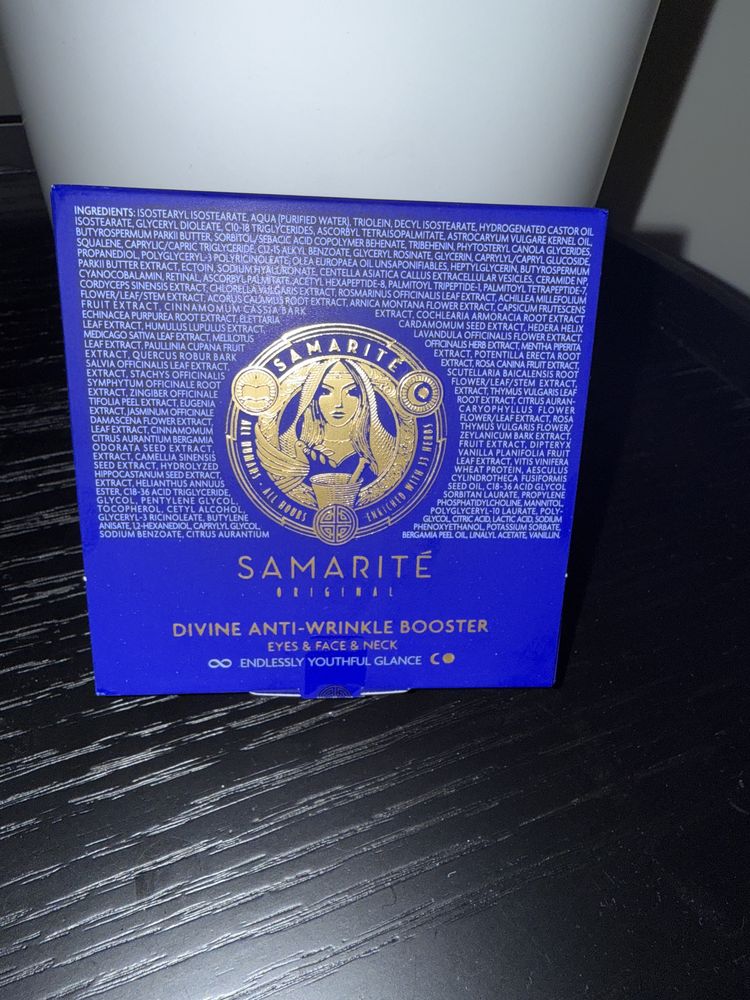 INGREDIENTS: ISOSTEARYL ISOSTEARATE, AQUA (PURIFIED WATER), TRIOLEIN, DECYL ISOSTEARATE, HYDROGENATED CASTOR OIL
ISOSTEARATE, GLYCERYL DIOLEATE, C10-18 TRIGLYCERIDES, ASCORBYL TETRAISOPALMITATE, ASTROCARYUM VULGARE KERNEL OIL,
BUTYROSPERMUM PARKII BUTTER, SORBITOL/SEBACIC ACID COPOLYMER BEHENATE, TRIBEHENIN, PHYTOSTERYL CANOLA GLYCERIDES,
SQUALENE, CAPRYLIC/CAPRIC TRIGLYCERIDE, C12-15 ALKYL BENZOATE, GLYCERYL ROSINATE, GLYCERIN, CAPRYLYL/CAPRYL GLUCOSIDE,
PROPANEDIOL, POLYGLYCERYL-3 POLYRICINOLEATE, OLEA EUROPAEA OIL UNSAPONIFIABLES, HEPTYLGLYCERIN, BUTYROSPERMUM
PARKII BUTTER EXTRACT, ECTOIN, SODIUM HYALURONATE, CENTELLA ASIATICA CALLUS EXTRACELLULAR VESICLES, CERAMIDE NP,
CYANOCOBALAMIN, RETINAL, ASCORBYL PALMITATE, ACETYL HEXAPEPTIDE-8, PALMITOYL TRIPEPTIDE-1, PALMITOYL TETRAPEPTIDE-7,
CORDYCEPS SINENSIS EXTRACT, CHLORELLA VULGARIS EXTRACT, ROSMARINUS OFFICINALIS LEAF EXTRACT, ACHILLEA MILLEFOLIUM
FLOWER/LEAF/STEM EXTRACT, ACORUS CALAMUS ROOT EXTRACT, ARNICA MONTANA FLOWER EXTRACT, CAPSICUM FRUTESCENS
FRUIT EXTRACT CINNAMOMUM CASSIA BARK EXTRACT, COCHLEARIA ARMORACIA ROOT EXTRACT
ECHINACEA PURPUREA ROOT EXTRACT, ELETTARIA CARDAMOMUM SEED EXTRACT, HEDERA HELIX
LEAF EXTRACT, HUMULUS LUPULUS EXTRACT, LAVANDULA OFFICINALIS FLOWER EXTRACT,
MEDICAGO SATIVA LEAF EXTRACT, MELILOTUS OFFICINALIS HERB EXTRACT, MENTHA PIPERITA
LEAF EXTRACT, PAULLINIA CUPANA FRUIT EXTRACT, POTENTILLA ERECTA ROOT
EXTRACT, QUERCUS ROBUR BARK EXTRACT, ROSA CANINA FRUIT EXTRACT,
SALVIA OFFICINALIS LEAF EXTRACT, SCUTELLARIA BAICALENSIS ROOT
EXTRACT, STACHYS OFFICINALIS FLOWER/LEAF/STEM EXTRACT,
SYMPHYTUM OFFICINALE ROOT EXTRACT, THYMUS VULGARIS LEAF
EXTRACT, ZINGIBER OFFICINALE ROOT EXTRACT, CITRUS AURAN-
TIFOLIA PEEL EXTRACT, EUGENIA CARYOPHYLLUS FLOWER
EXTRACT, JASMINUM OFFICINALE FLOWER/LEAF EXTRACT, ROSA
DAMASCENA FLOWER EXTRACT, THYMUS VULGARIS FLOWER/
LEAF EXTRACT, CINNAMOMUM ZEYLANICUM BARK EXTRACT,
CITRUS AURANTIUM BERGAMIA FRUIT EXTRACT, DIPTERYX
ODORATA SEED EXTRACT, VANILLA PLANIFOLIA FRUIT
EXTRACT, CAMELLIA SINENSIS LEAF EXTRACT, VITIS VINIFERA
SEED EXTRACT, HYDROLYZED WHEAT PROTEIN, AESCULUS
HIPPOCASTANUM SEED EXTRACT, CYLINDROTHECA FUSIFORMIS
EXTRACT, HELIANTHUS ANNUUS SEED OIL, C18-36 ACID GLYCOL
ESTER, C18-36 ACID TRIGLYCERIDE, SORBITAN LAURATE, PROPYLENE
GLYCOL, PENTYLENE GLYCOL, PHOSPHATIDYLCHOLINE, MANNITOL,
TOCOPHEROL, CETYL ALCOHOL, POLYGLYCERYL-10 LAURATE, POLY-
GLYCERYL-3 RICINOLEATE, BUTYLENE GLYCOL, CITRIC ACID, LACTIC ACID, SODIUM
ANISATE, 1,2-HEXANEDIOL, CAPRYLYL GLYCOL, PHENOXYETHANOL, POTASSIUM SORBATE,
SODIUM BENZOATE, CITRUS AURANTIUM BERGAMIA PEEL OIL, LINALYL ACETATE, VANILLIN.
SAMARITÉ
ALL HUMANS · ALL HOURS · ENRICHED WITH 33 HERBS
SAMARITÉ
ORIGINAL
DIVINE ANTI-WRINKLE BOOSTER
EYES & FACE & NECK
ENDLESSLY YOUTHFUL GLANCE